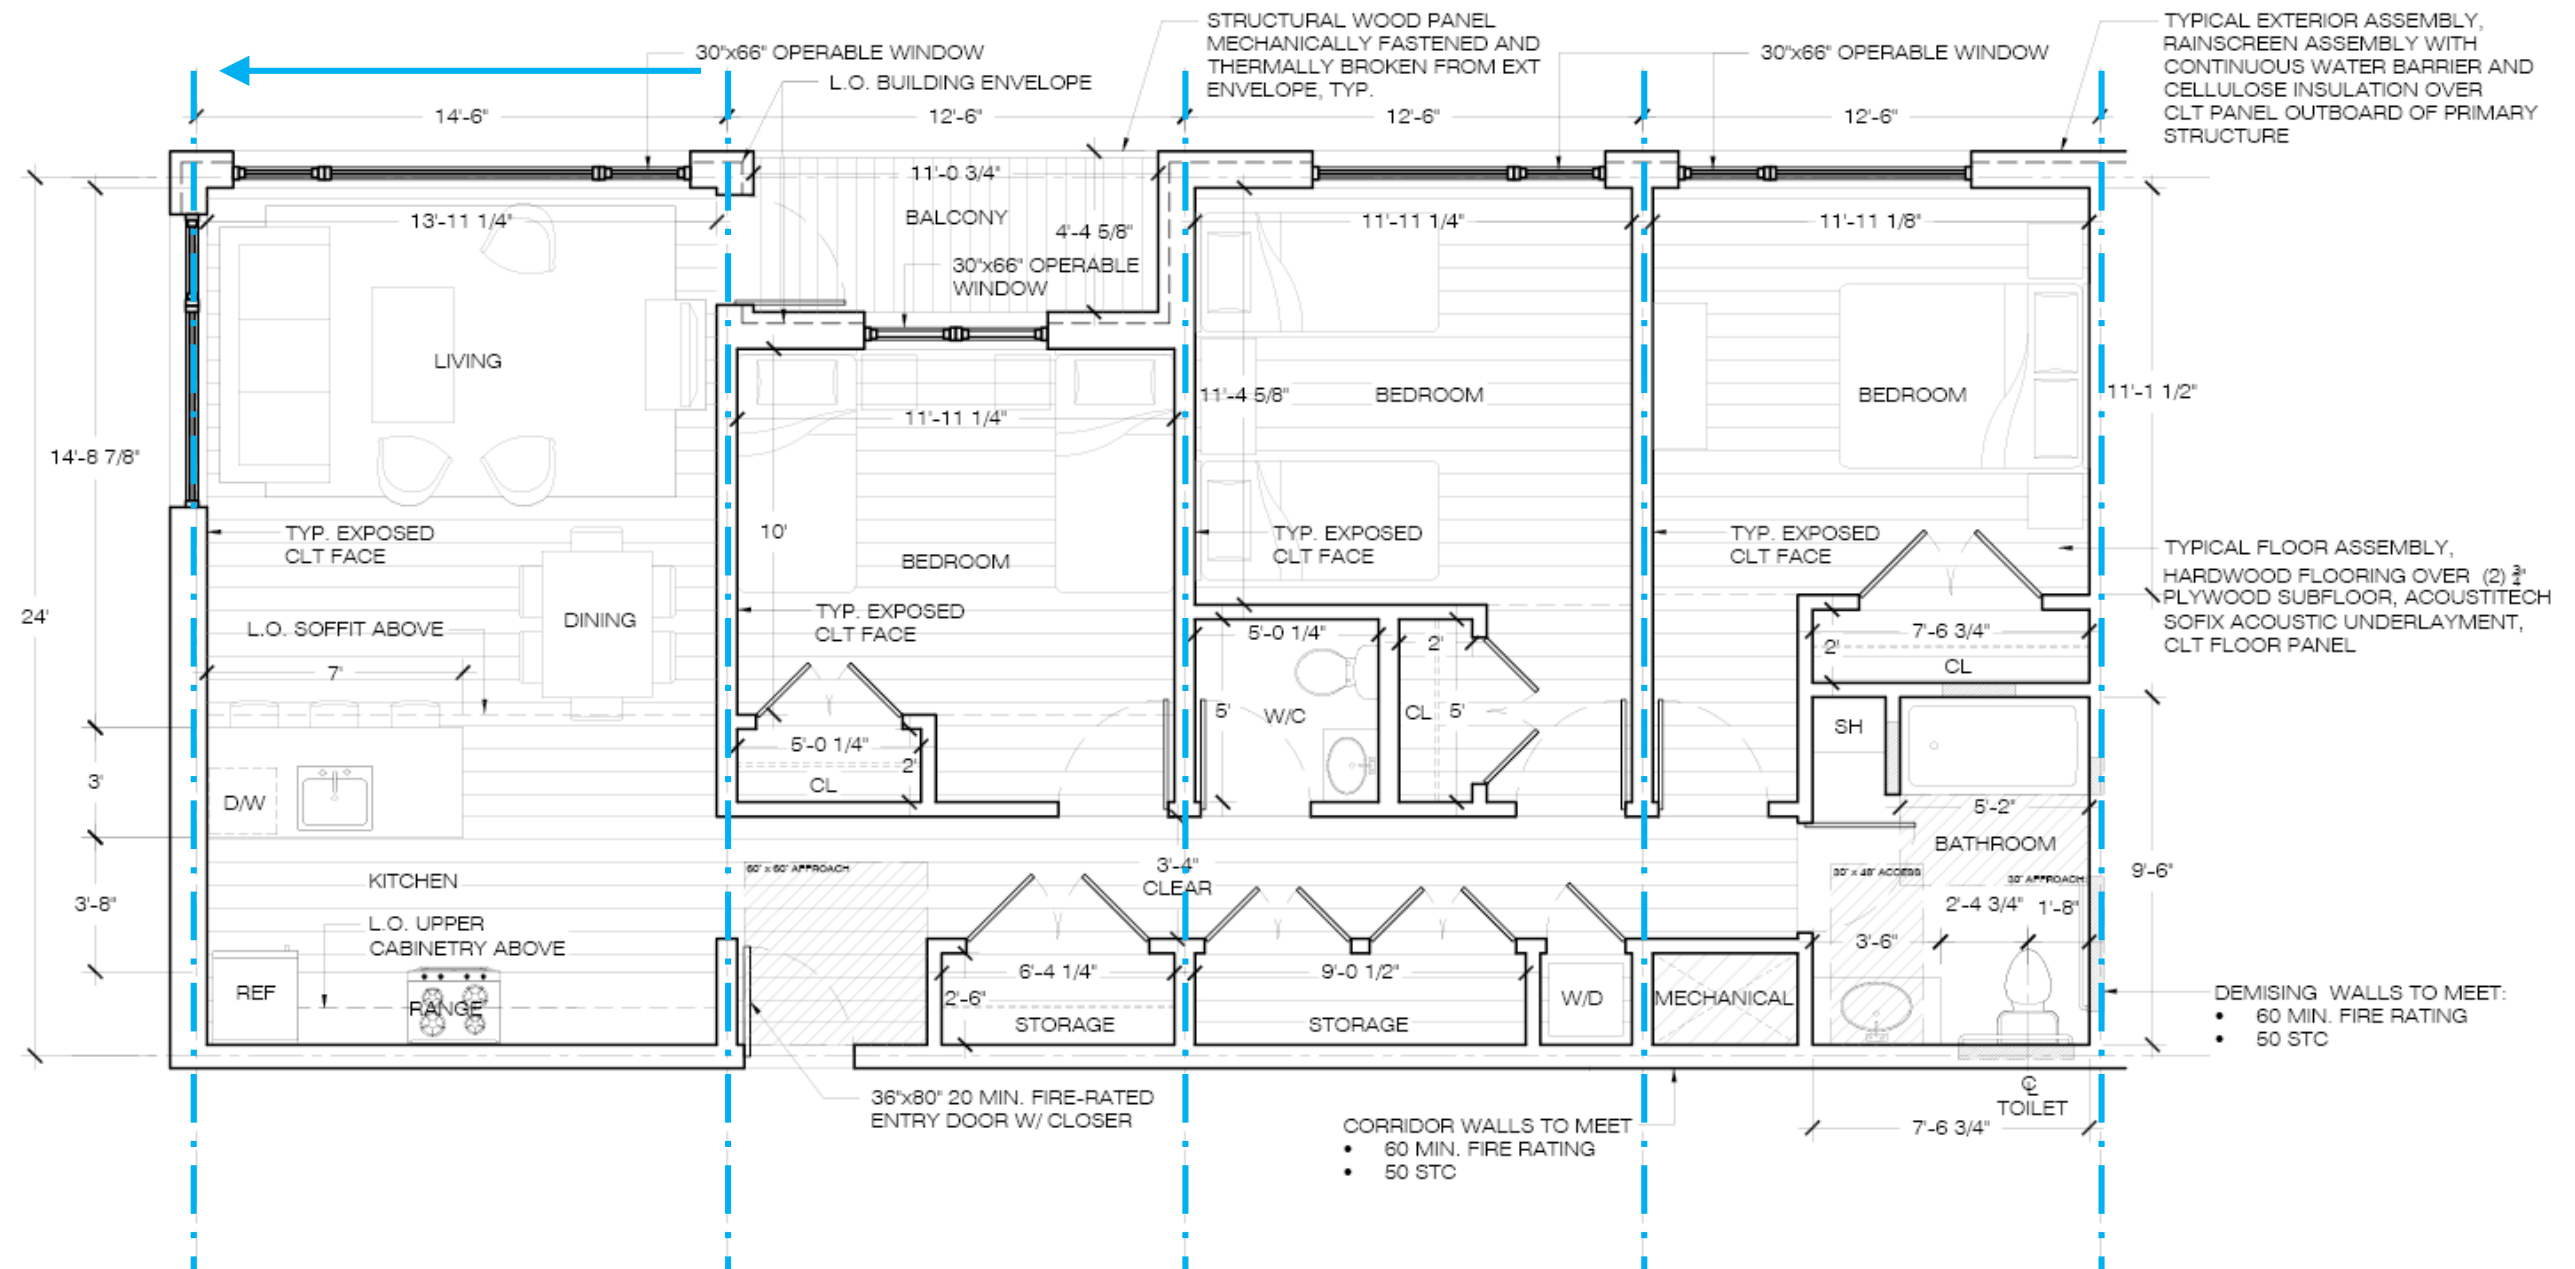 STRUCTURAL WOOD PANEL
MECHANICALLY FASTENED AND
THERMALLY BROKEN FROM EXT
ENVELOPE, TYP.
TYPICAL EXTERIOR ASSEMBLY,
RAINSCREEN ASSEMBLY WITH
CONTINUOUS WATER BARRIER AND
CELLULOSE INSULATION OVER
CLT PANEL OUTBOARD OF PRIMARY
STRUCTURE
30"x66" OPERABLE WINDOW
L.O. BUILDING ENVELOPE
30"x66" OPERABLE WINDOW
14'-6"
12'-6"
12'-6"
12'-6"
11'-0 3/4"
BALCONY
4'-4 5/8"
30"x66" OPERABLE
WINDOW
13'-11 1/4"
11'-11 1/4"
11'-11 1/8"
LIVING
BEDROOM
BEDROOM
11'-4 5/8"
11'-1 1/2"
11'-11 1/4"
14'-8 7/8"
10'
TYP. EXPOSED
CLT FACE
TYP. EXPOSED
CLT FACE
TYP. EXPOSED
CLT FACE
BEDROOM
TYPICAL FLOOR ASSEMBLY,
HARDWOOD FLOORING OVER (2) 3/4"
PLYWOOD SUBFLOOR, ACOUSTITECH
SOFIX ACOUSTIC UNDERLAYMENT,
CLT FLOOR PANEL
24'
L.O. SOFFIT ABOVE
DINING
TYP. EXPOSED
CLT FACE
5'-0 1/4"
2'
7'-6 3/4"
2'
CL
7'
W/C
5'
CL
5'
SH
5'-0 1/4"
2'
CL
3'
D/W
5'-2"
BATHROOM
3'-4"
CLEAR
60" x 60" APPROACH
30" x 48" ACCESS
30" APPROACH
9'-6"
KITCHEN
3'-8"
L.O. UPPER
CABINETRY ABOVE
2'-4 3/4"
1'-8"
3'-6"
REF
RANGE
6'-4 1/4"
2'-6"
STORAGE
9'-0 1/2"
STORAGE
W/D
MECHANICAL
DEMISING WALLS TO MEET:
• 60 MIN. FIRE RATING
• 50 STC
36"x80" 20 MIN. FIRE-RATED
ENTRY DOOR W/ CLOSER
CORRIDOR WALLS TO MEET
• 60 MIN. FIRE RATING
• 50 STC
℄
TOILET
7'-6 3/4"